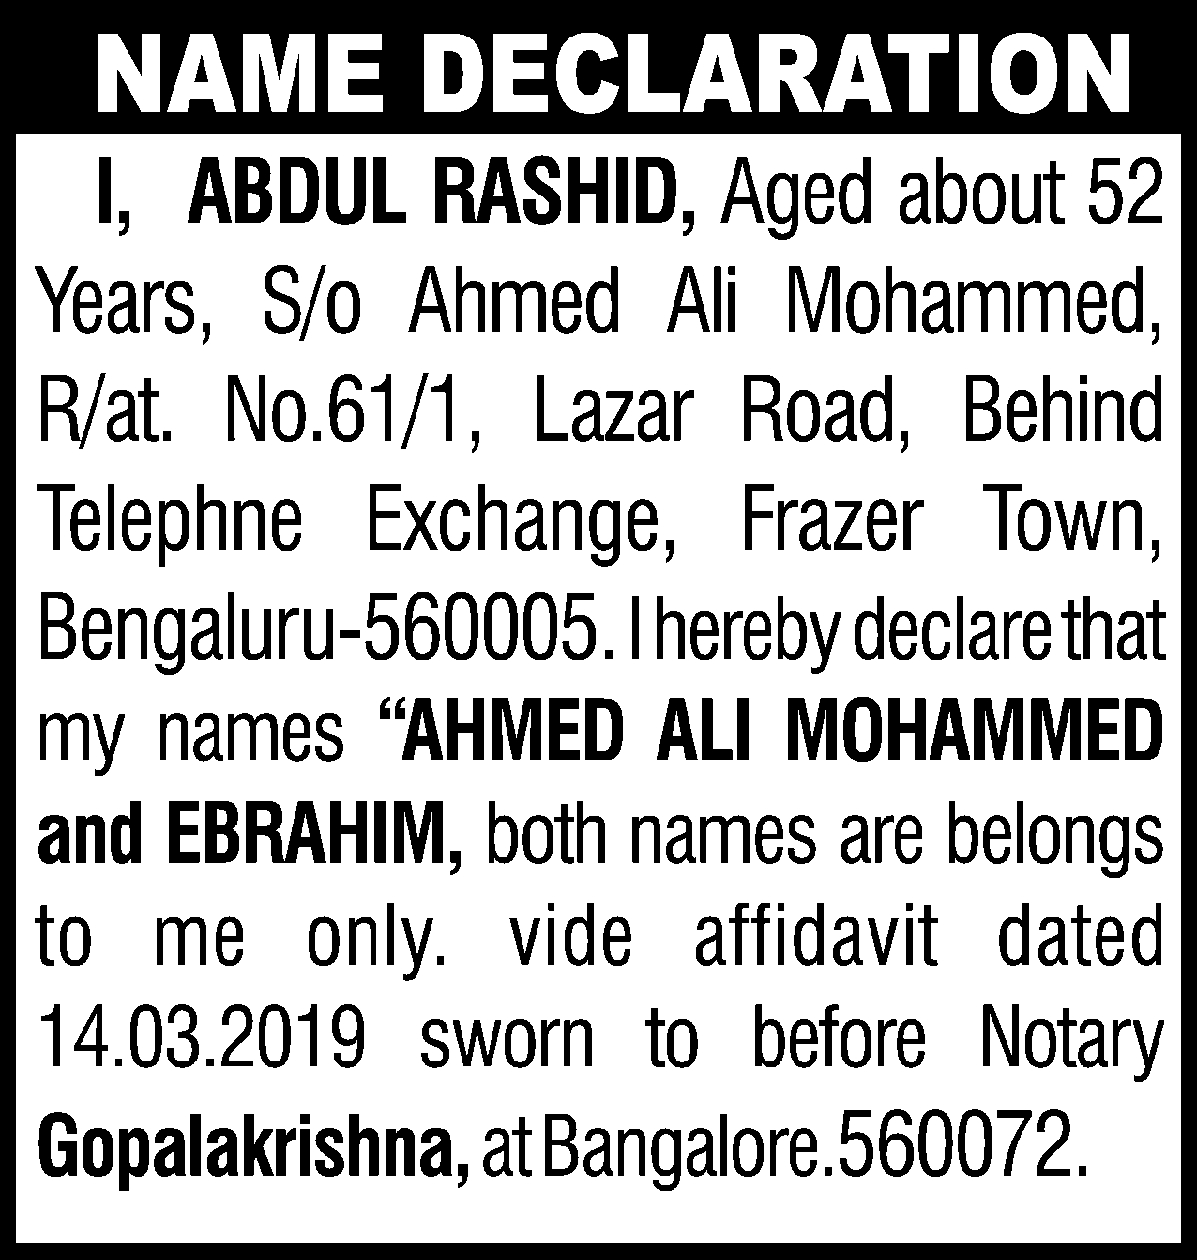 NAME DECLARATION
I, ABDUL RASHID, Aged about 52
Years, S/o Ahmed Ali Mohammed,
R/at. No.61/1, Lazar Road, Behind
Telephne Exchange, Frazer Town,
Bengaluru-560005. I hereby declare that
my names “AHMED ALI MOHAMMED
and EBRAHIM, both names are belongs
to me only. vide affidavit dated
14.03.2019 sworn to before Notary
Gopalakrishna, at Bangalore.560072.